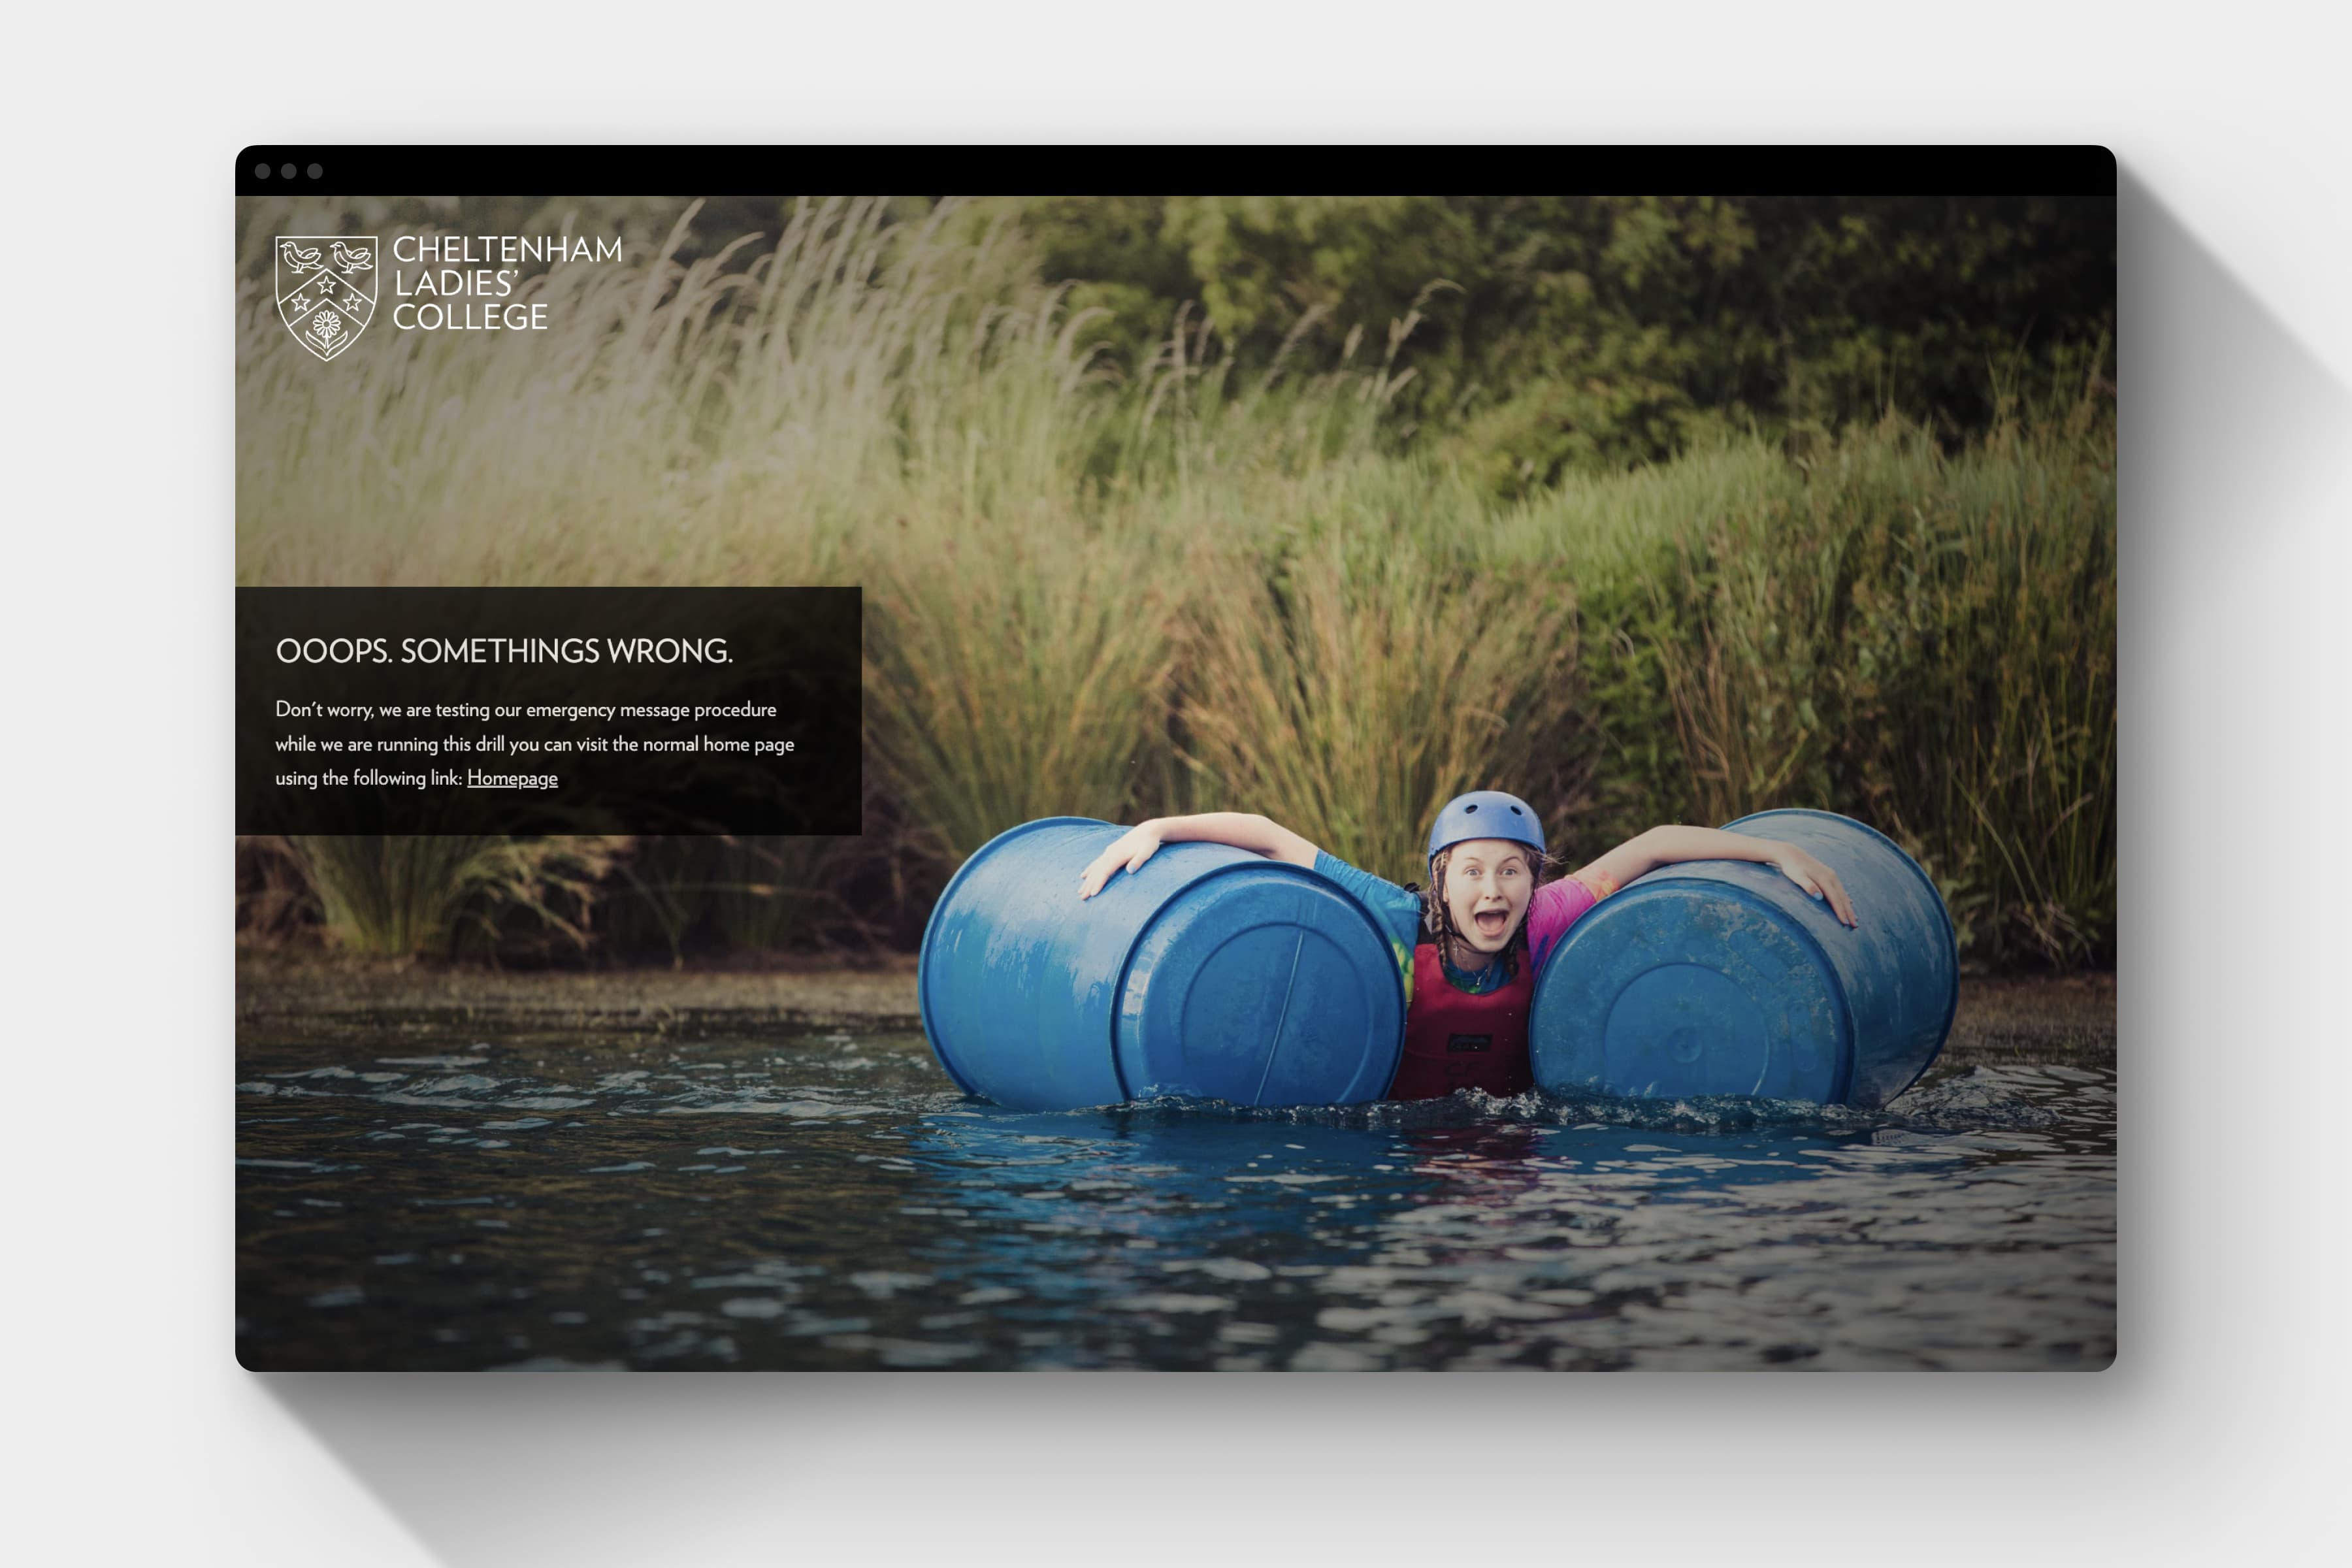 CHELTENHAM
LADIES’
COLLEGE
OOOPS. SOMETHINGS WRONG.
Don’t worry, we are testing our emergency message procedure
while we are running this drill you can visit the normal home page
using the following link: Homepage